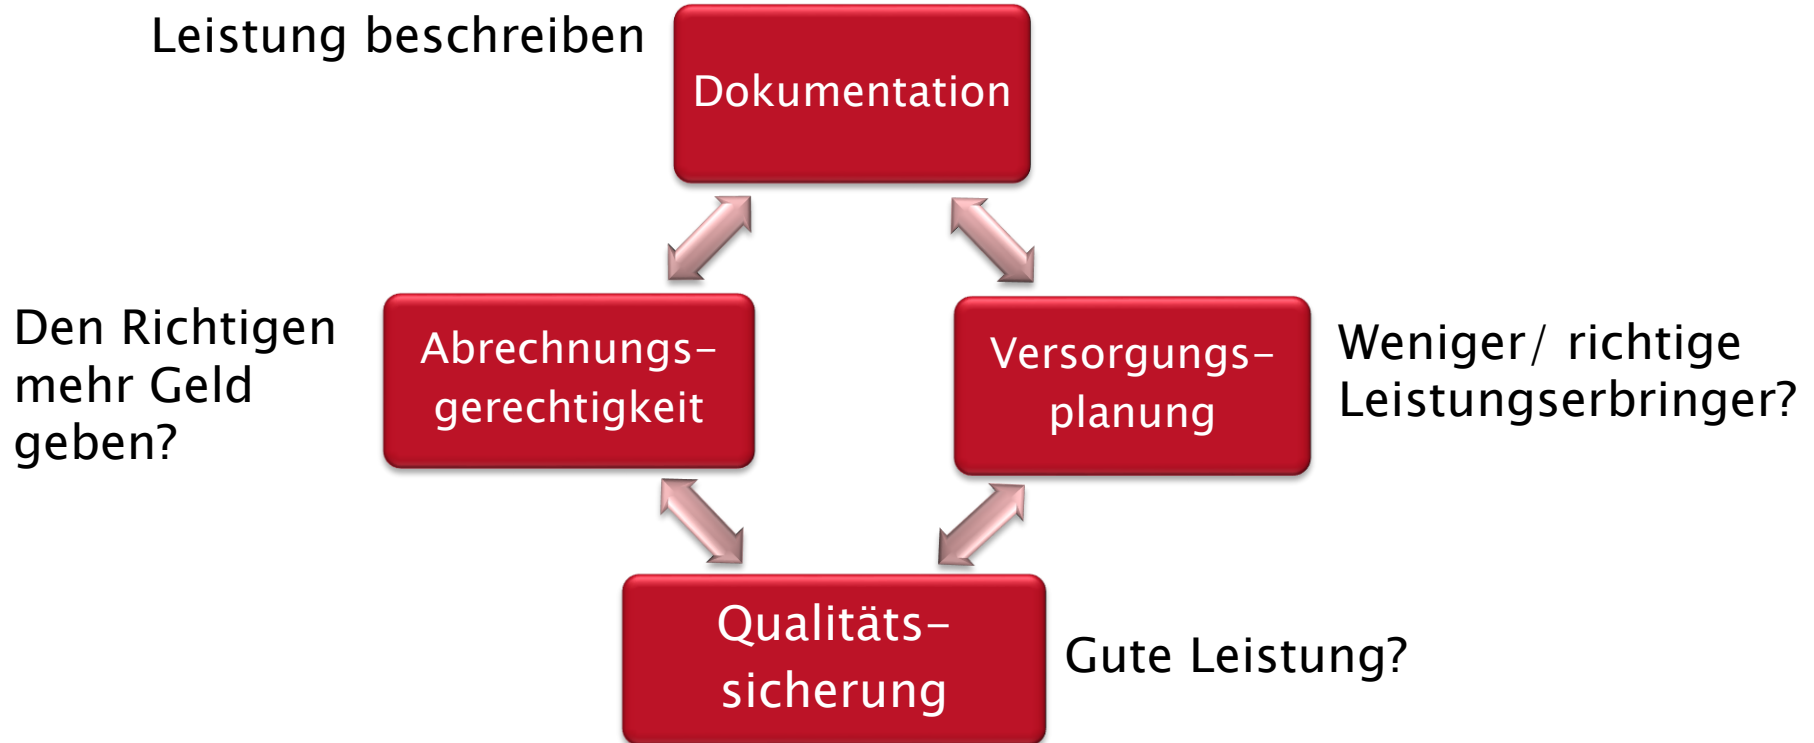 Leistung beschreiben
Dokumentation
Den Richtigen
mehr Geld
geben?
Abrechnungs-
gerechtigkeit
Versorgungs-
planung
Weniger/ richtige
Leistungserbringer?
Qualitäts-
sicherung
Gute Leistung?